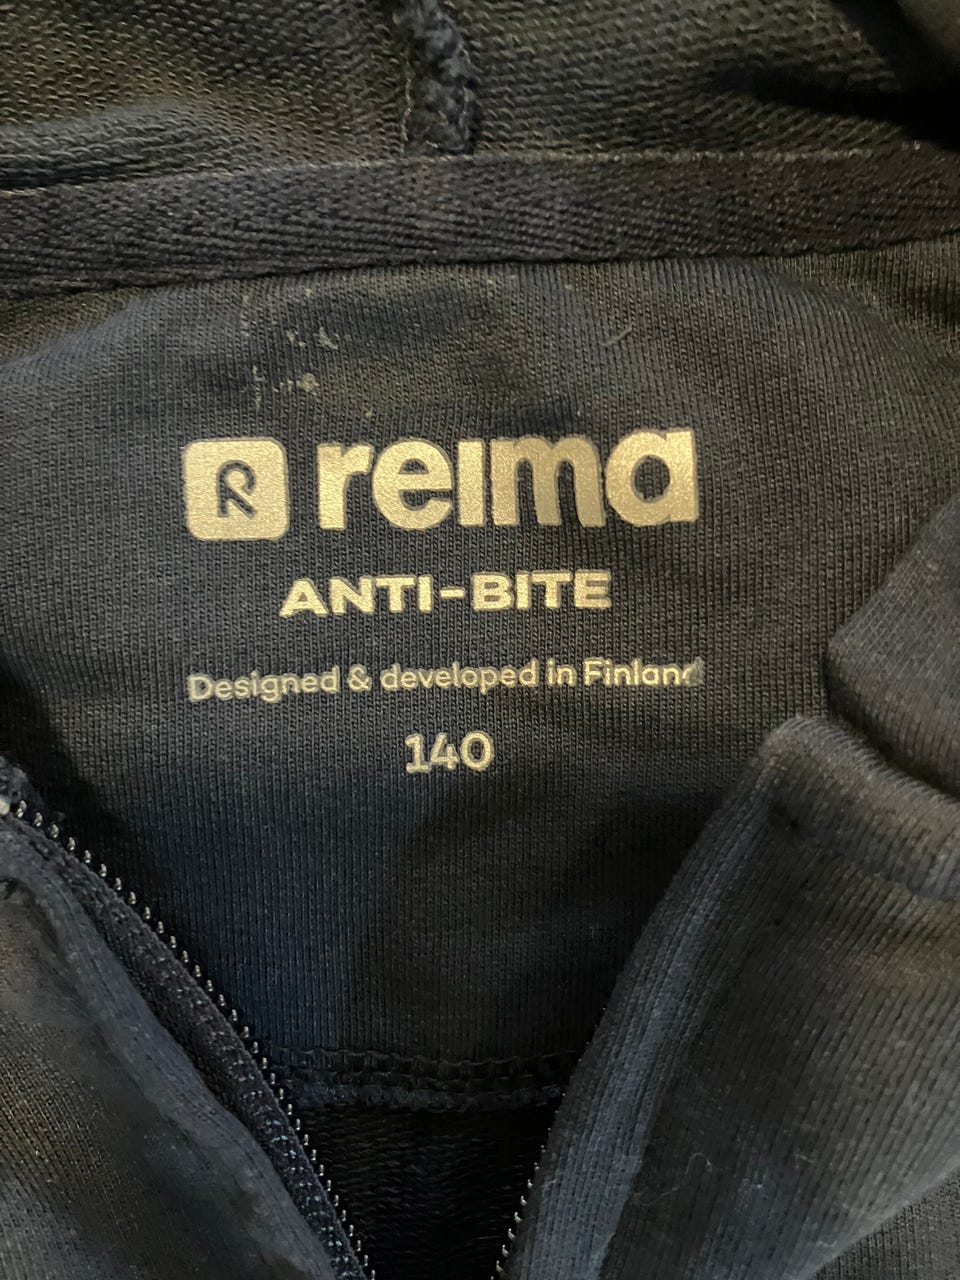 R reima
ANTI-BITE
Designed & developed in Finland
140